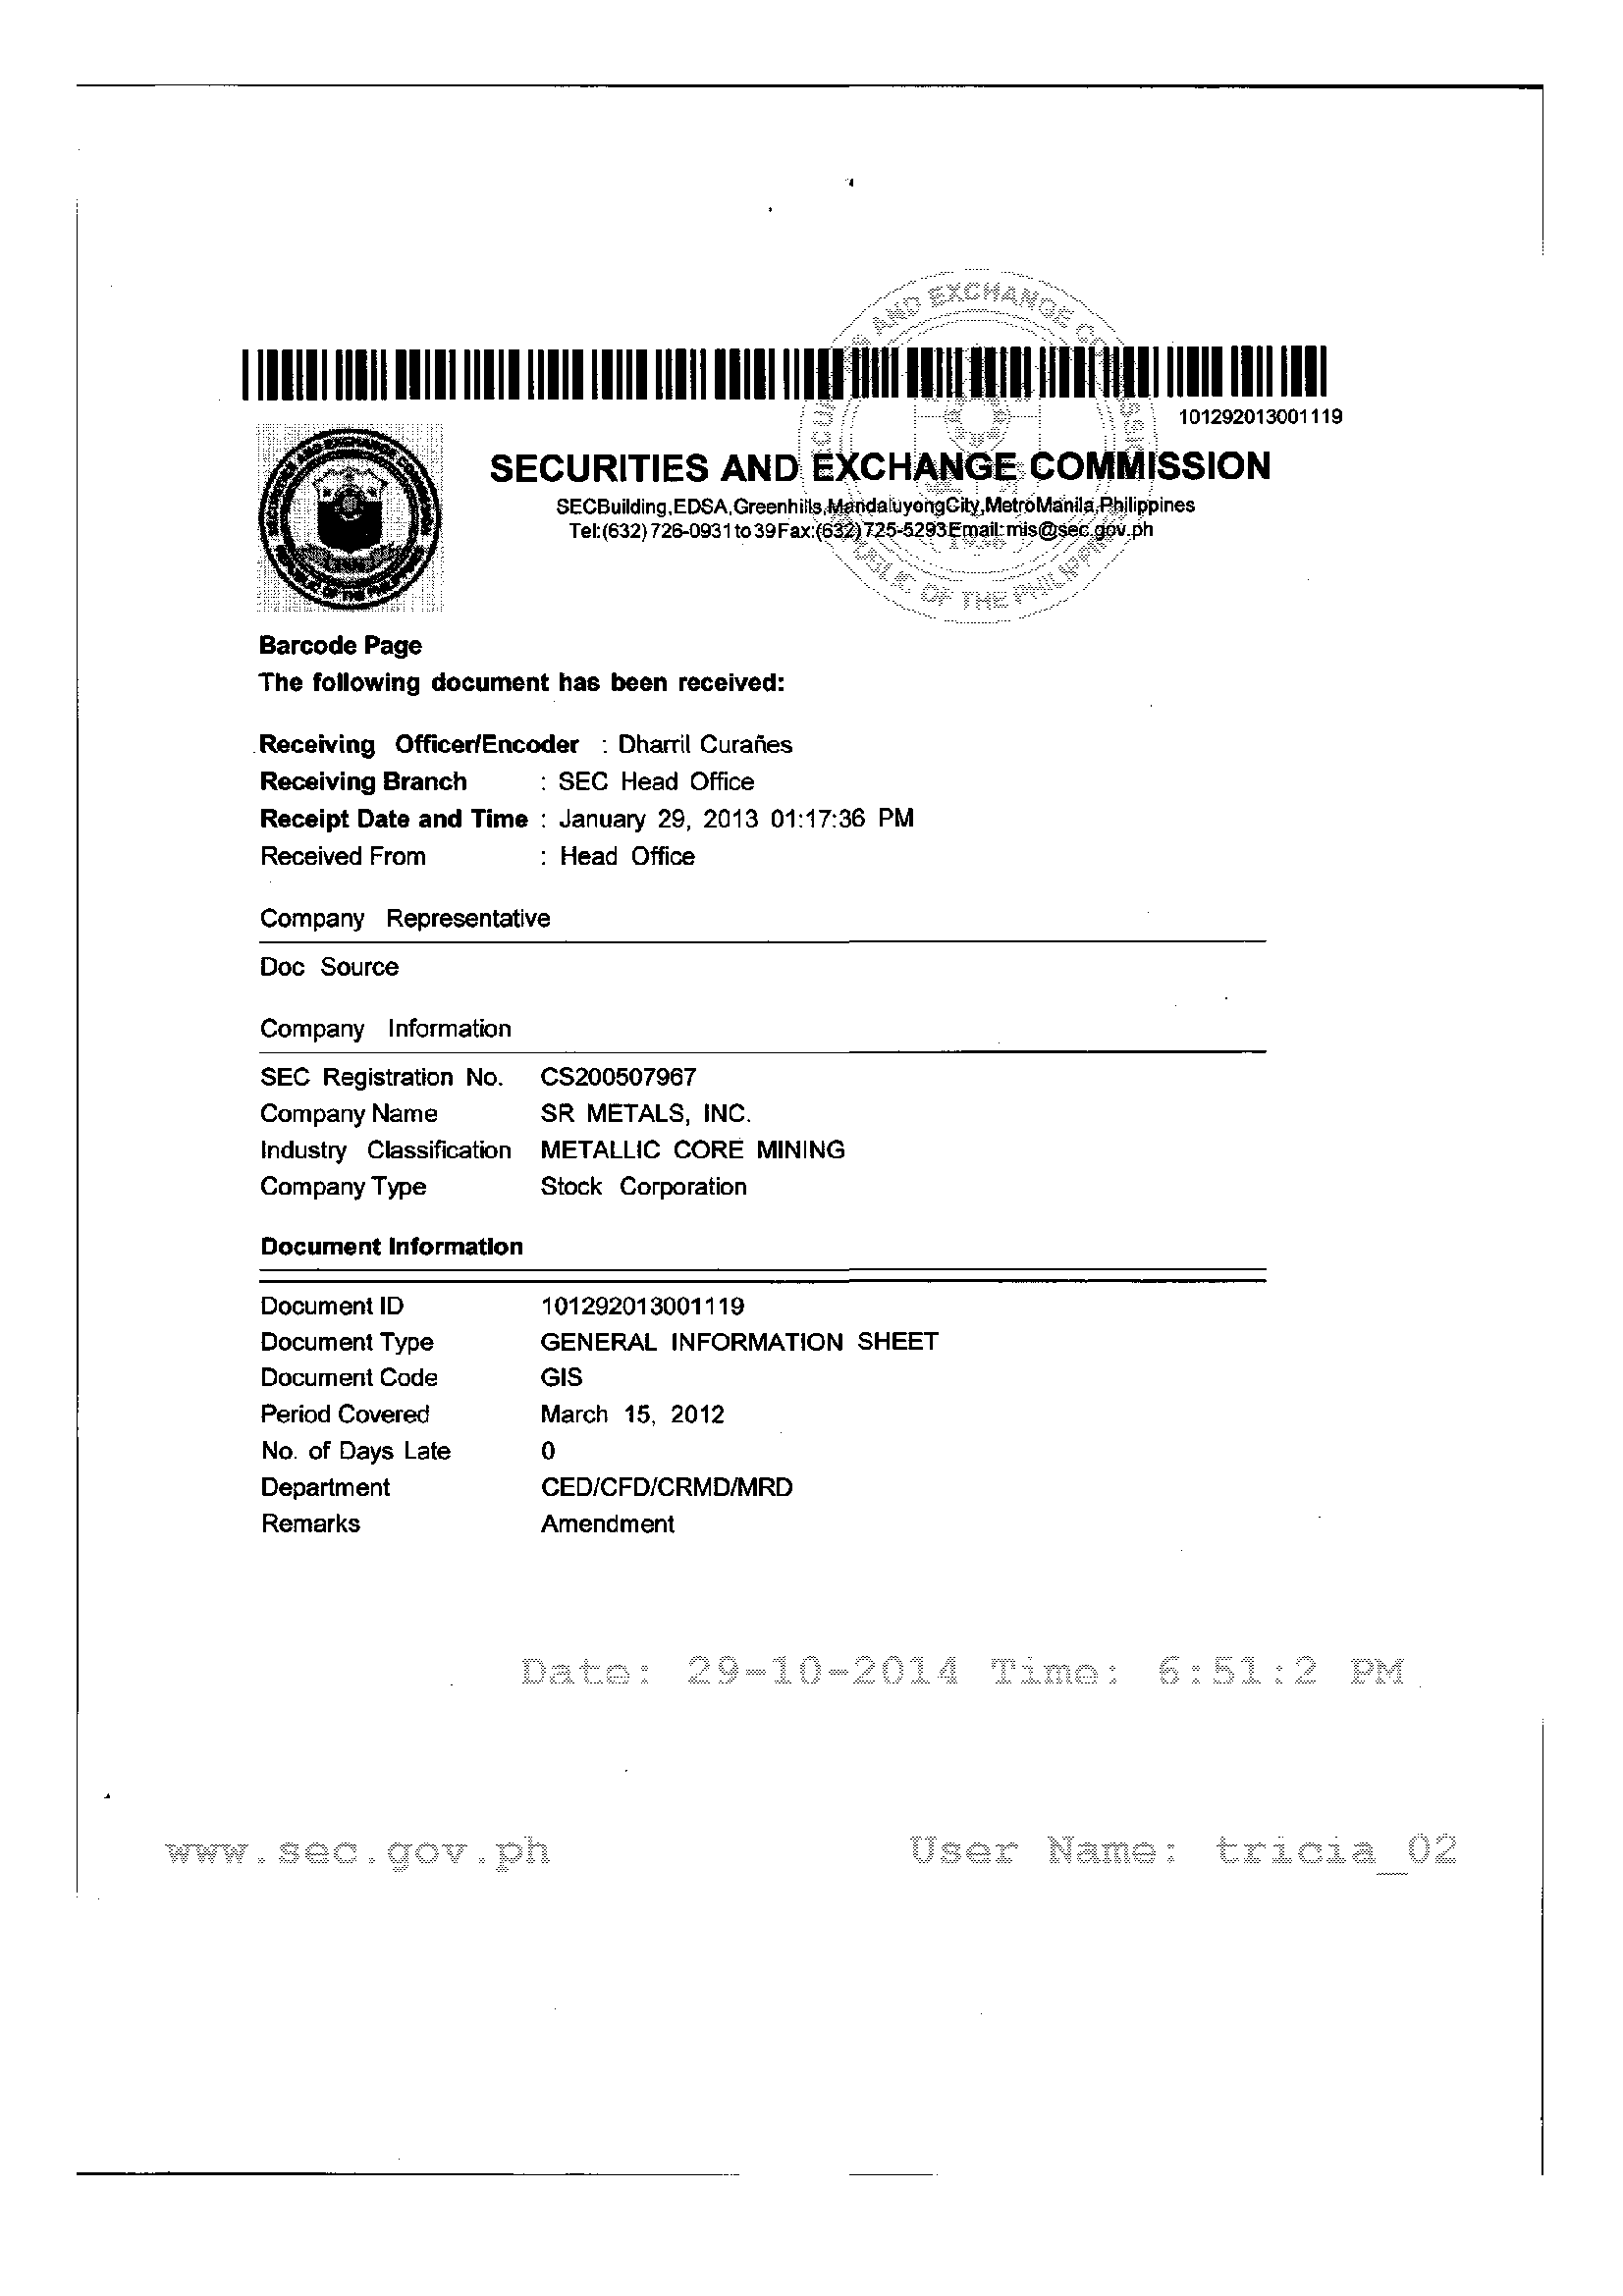 101292013001119
SECURITIES AND EXCHANGE COMMISSION
SECBuilding,EDSA,Greenhills,MandaluyongCity,MetroManila,Philippines
Tel:(632) 726-0931 to 39 Fax:(632) 725-5293 Email: mis@sec.gov.ph
Barcode Page
The following document has been received:
Receiving Officer/Encoder : Dharril Curañes
Receiving Branch : SEC Head Office
Receipt Date and Time : January 29, 2013 01:17:36 PM
Received From : Head Office
Company Representative
Doc Source
Company Information
SEC Registration No. CS200507967
Company Name SR METALS, INC.
Industry Classification METALLIC CORE MINING
Company Type Stock Corporation
Document Information
Document ID 101292013001119
Document Type GENERAL INFORMATION SHEET
Document Code GIS
Period Covered March 15, 2012
No. of Days Late 0
Department CED/CFD/CRMD/MRD
Remarks Amendment
Date: 29-10-2014 Time: 6:51:2 PM
www.sec.gov.ph User Name: tricia_02